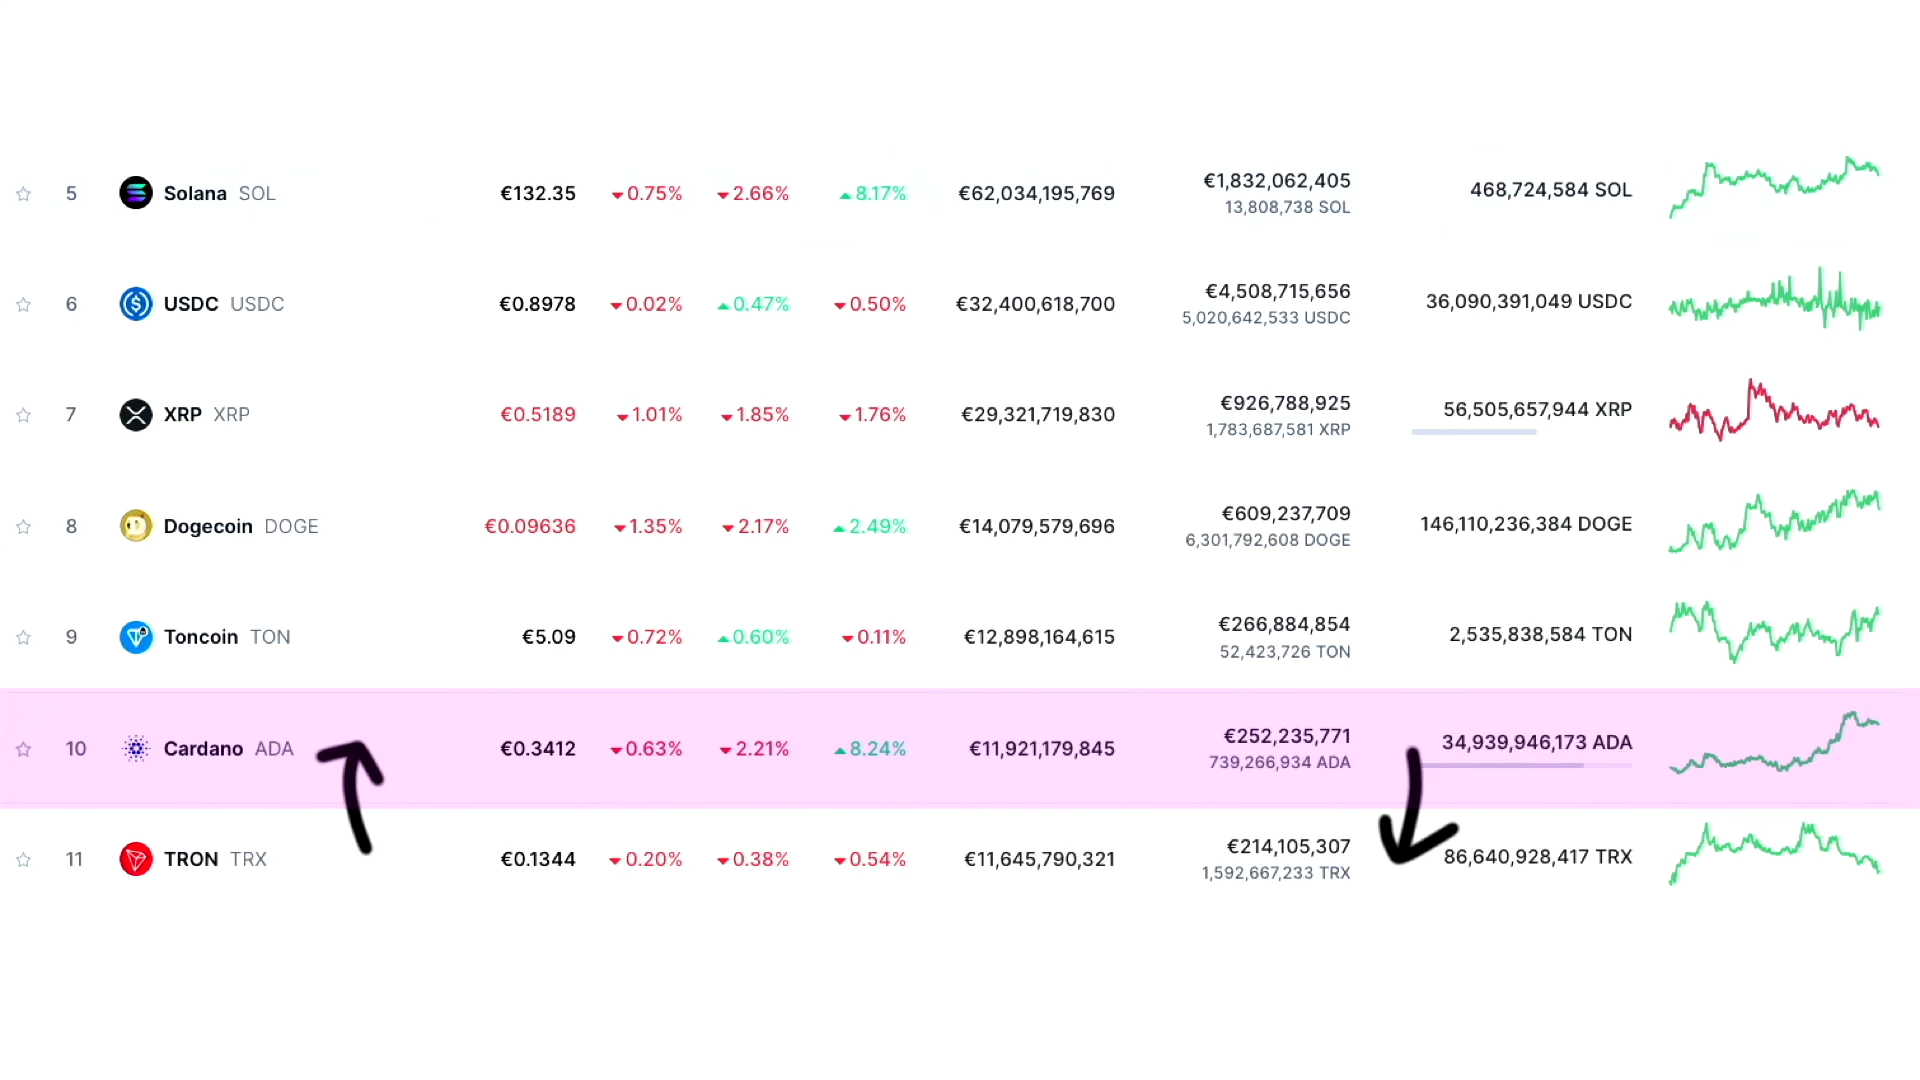 5 Solana SOL €132.35 0.75% 2.66% 8.17% €62,034,195,769 €1,832,062,405 468,724,584 SOL
13,808,738 SOL
6 USDC USDC €0.8978 0.02% 0.47% 0.50% €32,400,618,700 €4,508,715,656 36,090,391,049 USDC
5,020,642,533 USDC
7 XRP XRP €0.5189 1.01% 1.85% 1.76% €29,321,719,830 €926,788,925 56,505,657,944 XRP
1,783,687,581 XRP
8 Dogecoin DOGE €0.09636 1.35% 2.17% 2.49% €14,079,579,696 €609,237,709 146,110,236,384 DOGE
6,301,792,608 DOGE
9 Toncoin TON €5.09 0.72% 0.60% 0.11% €12,898,164,615 €266,884,854 2,535,838,584 TON
52,423,726 TON
10 Cardano ADA €0.3412 0.63% 2.21% 8.24% €11,921,179,845 €252,235,771 34,939,946,173 ADA
739,266,934 ADA
11 TRON TRX €0.1344 0.20% 0.38% 0.54% €11,645,790,321 €214,105,307 86,640,928,417 TRX
1,592,667,233 TRX